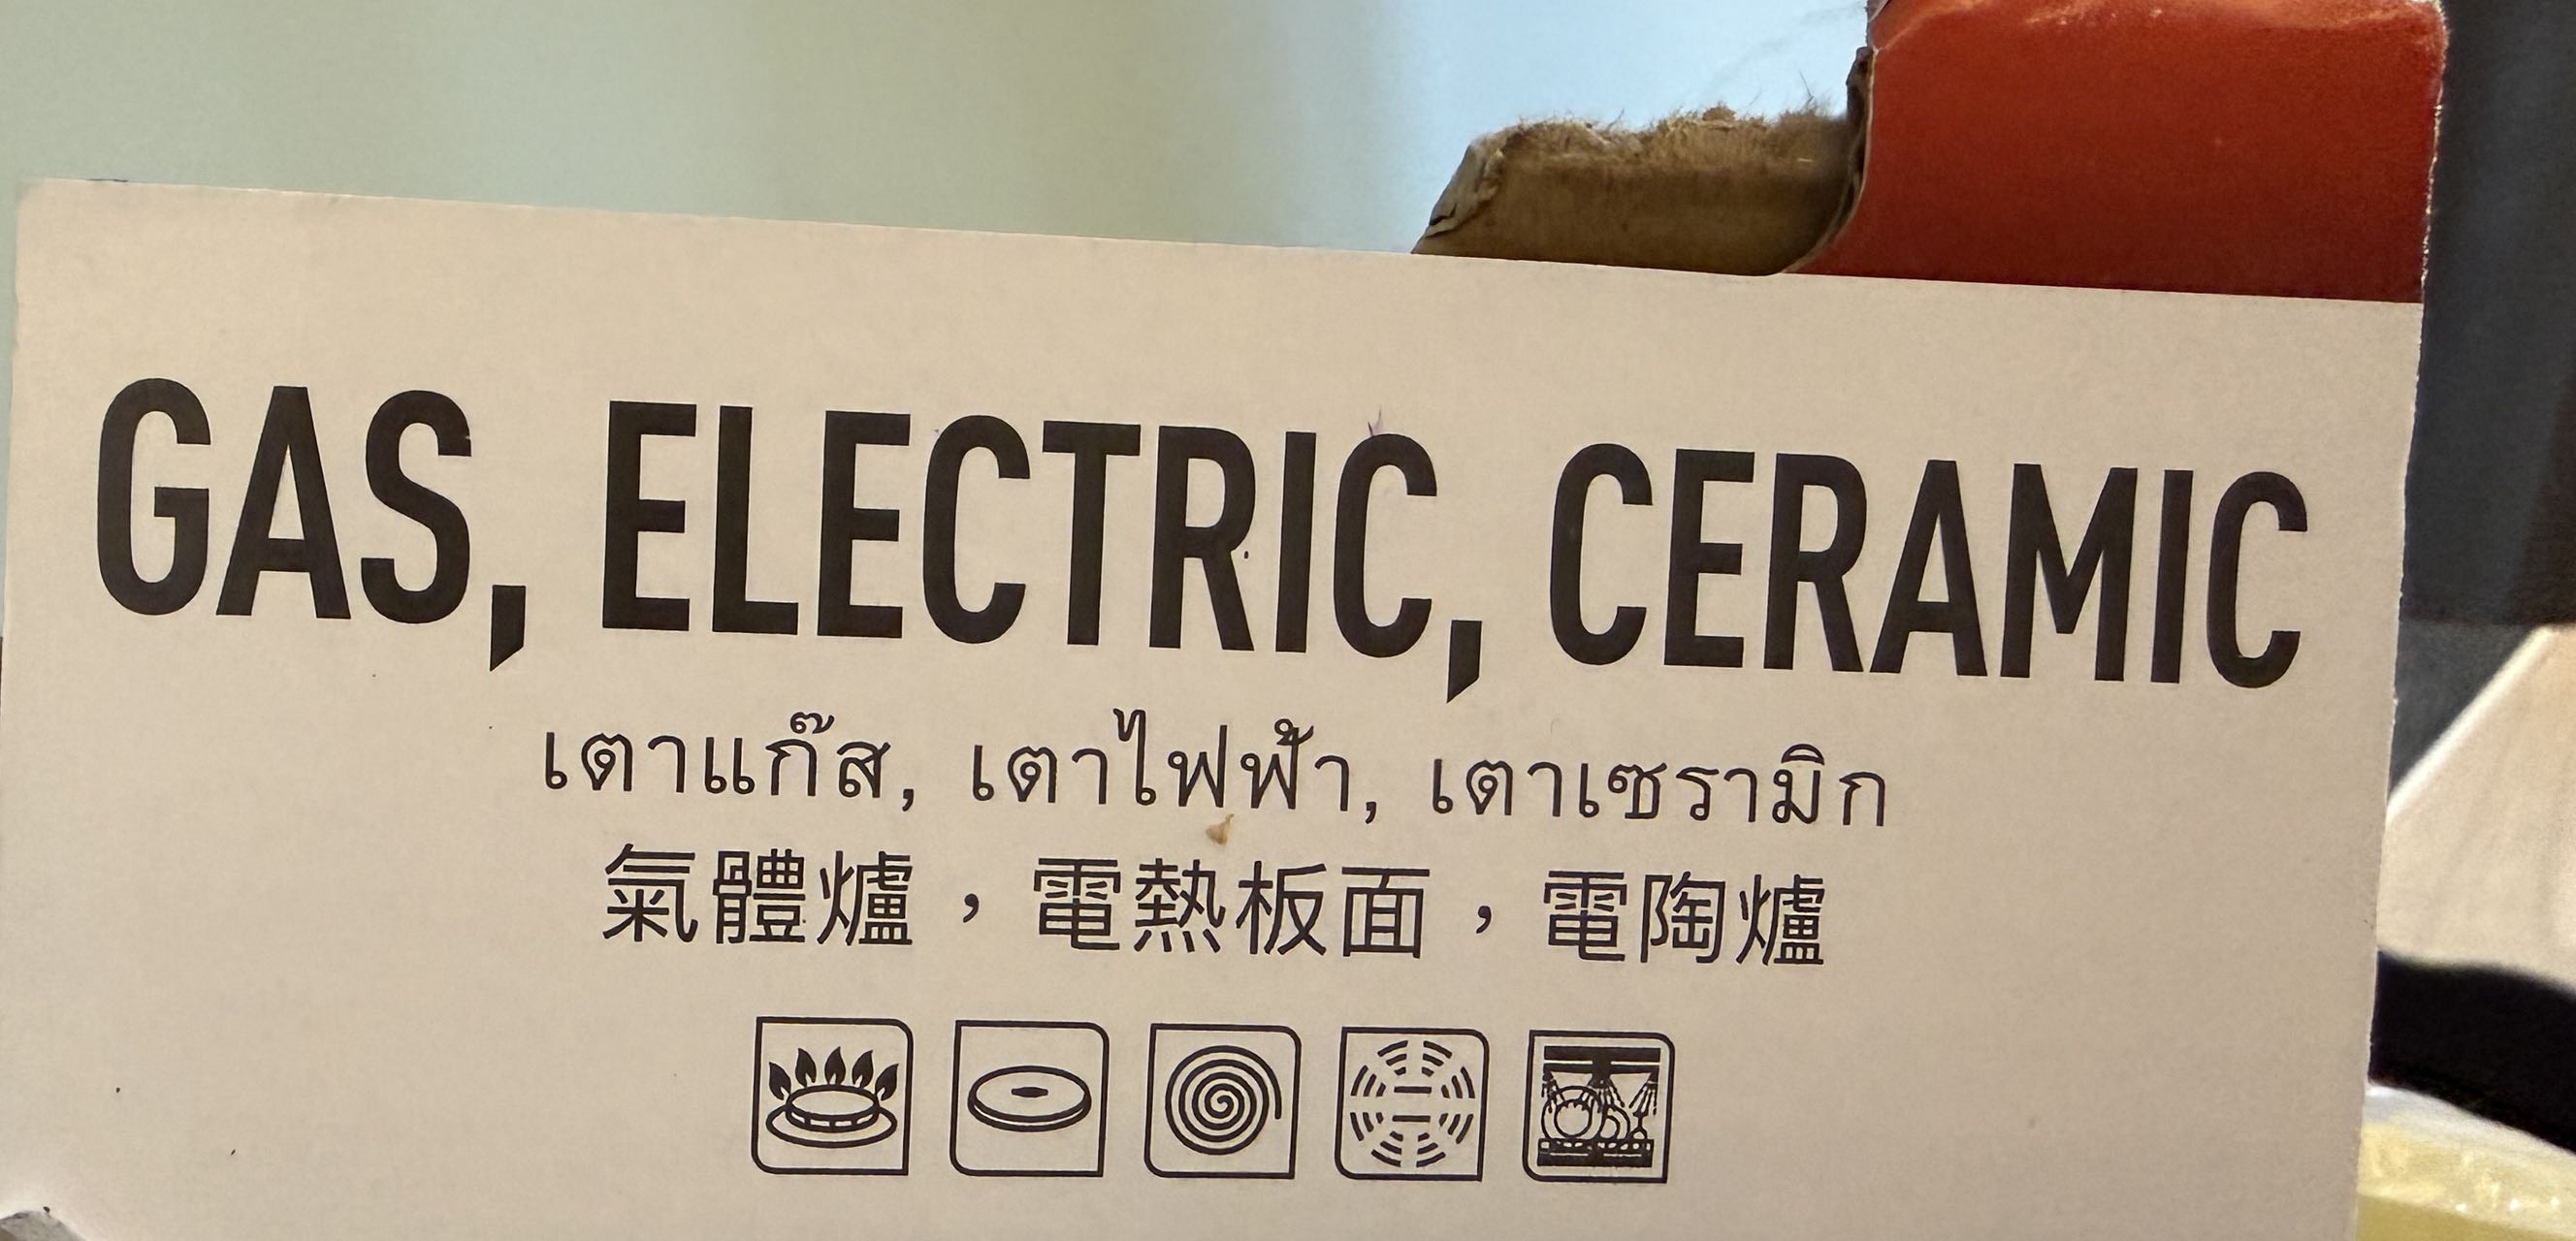 GAS, ELECTRIC, CERAMIC
เตาแก๊ส, เตาไฟฟ้า, เตาเซรามิก
氣體爐，電熱板面，電陶爐